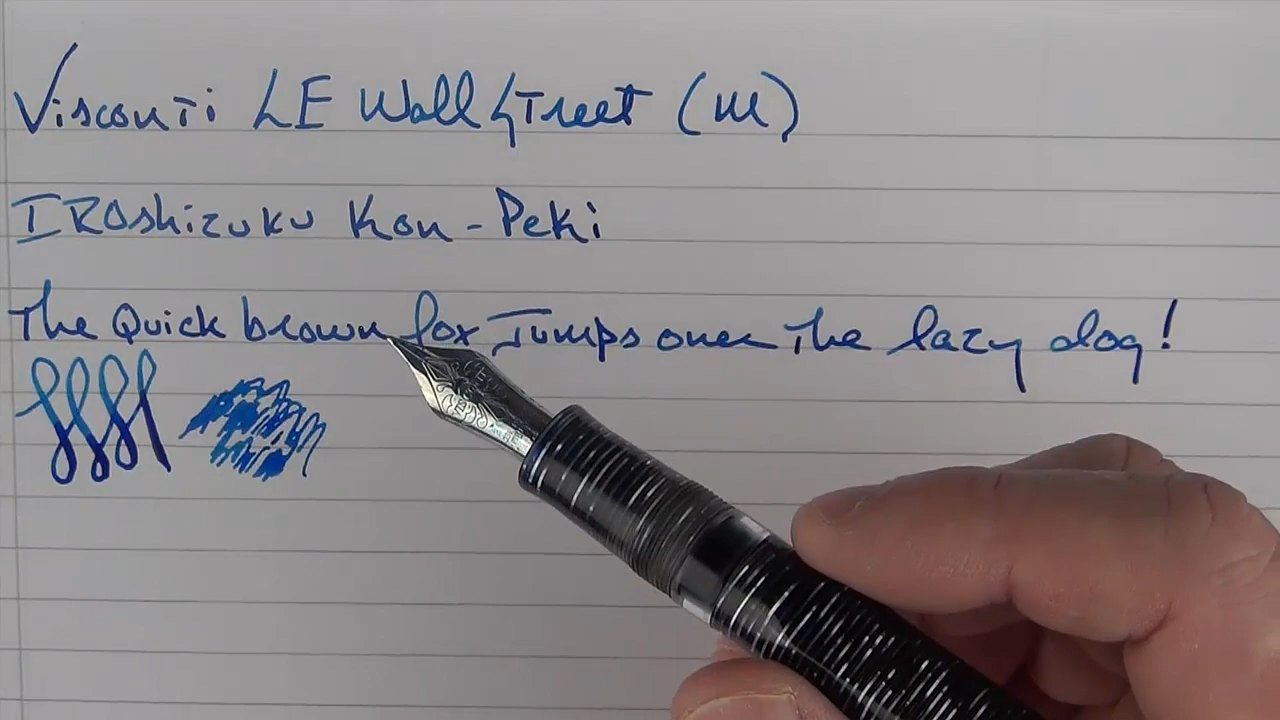 Visconti LE Wall Street (M)
IROshizuku Kon-Peki
The Quick brown fox Jumps over The lazy dog!